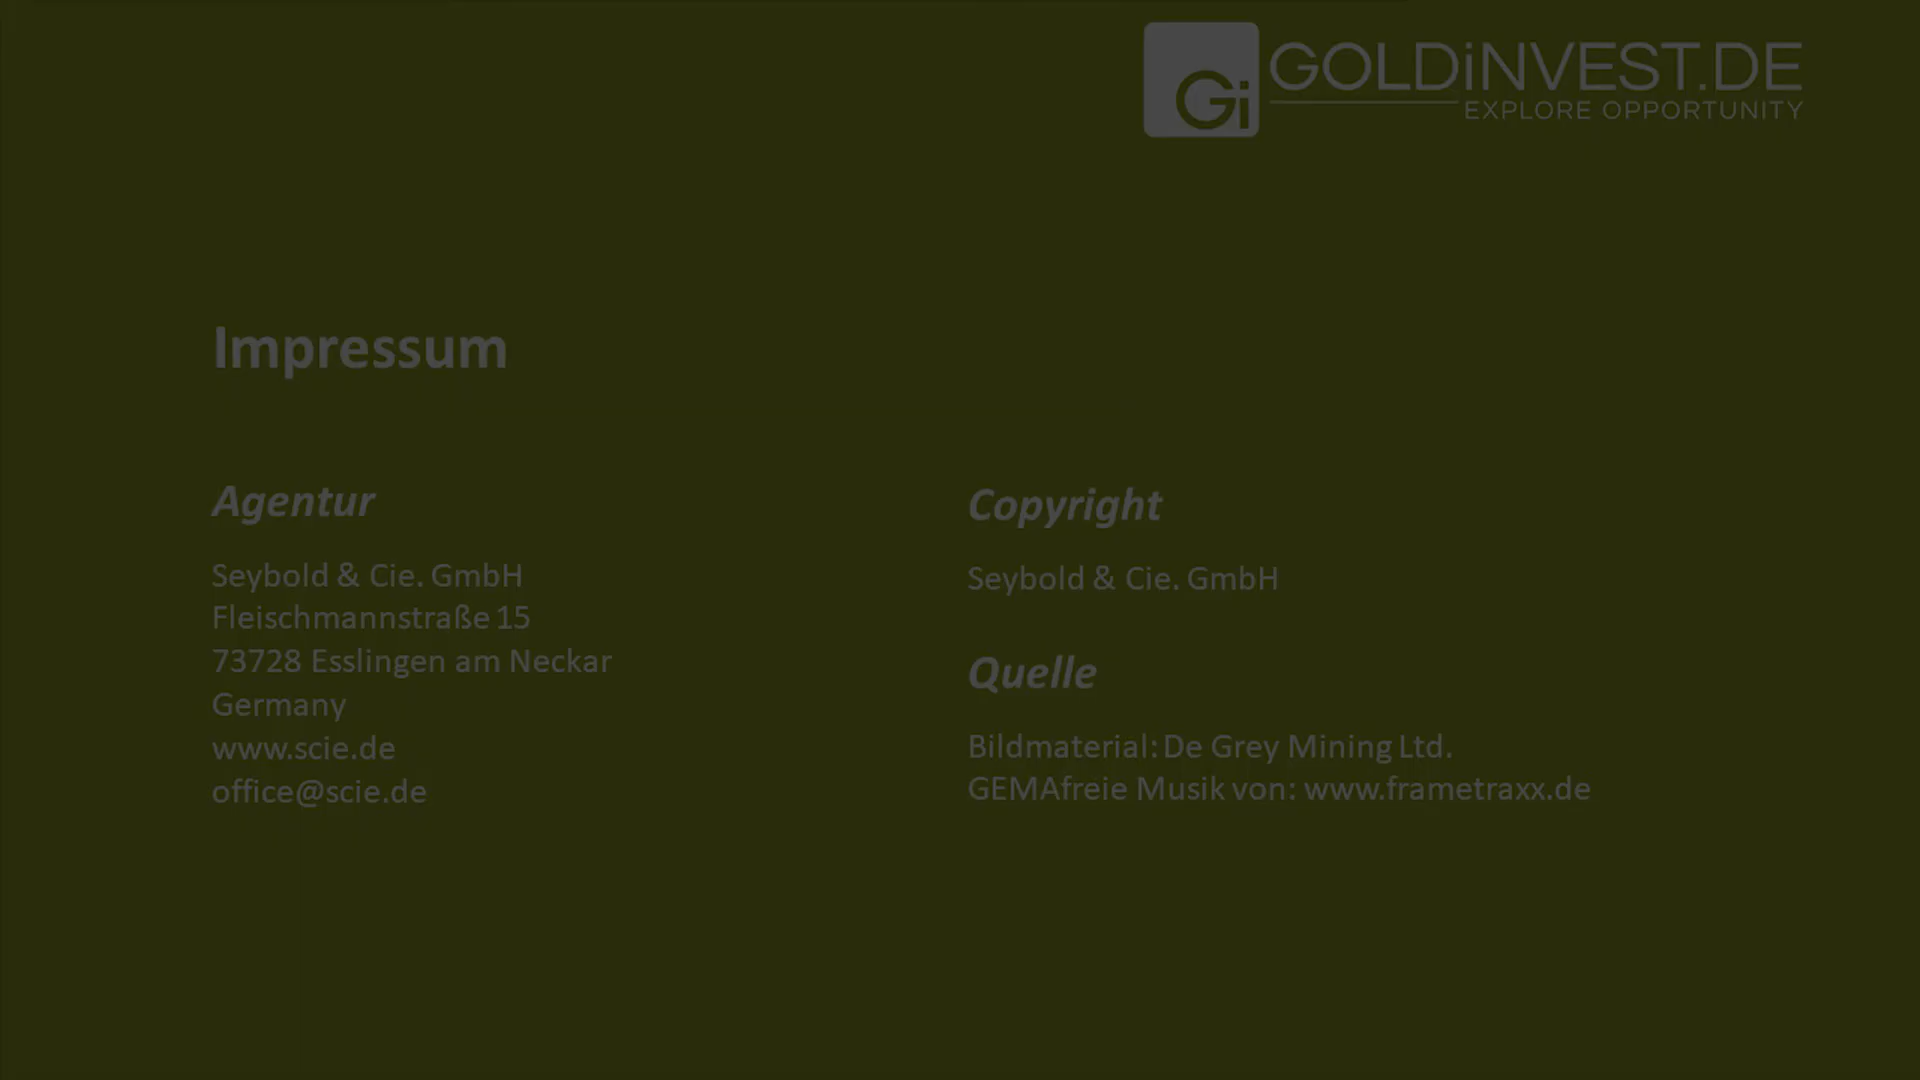 Gi
GOLDiNVEST.DE
EXPLORE OPPORTUNITY
Impressum
Agentur
Seybold & Cie. GmbH
Fleischmannstraße 15
73728 Esslingen am Neckar
Germany
www.scie.de
office@scie.de
Copyright
Seybold & Cie. GmbH
Quelle
Bildmaterial: De Grey Mining Ltd.
GEMAfreie Musik von: www.frametraxx.de